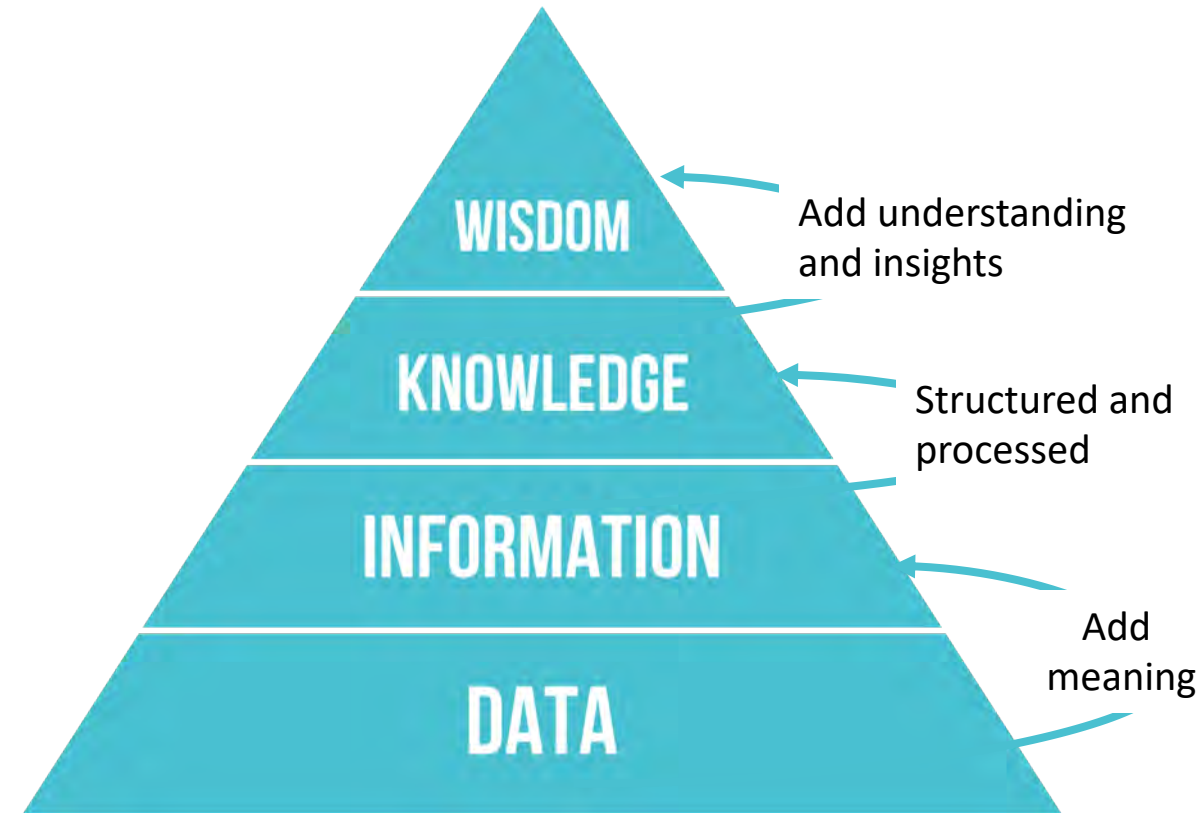 WISDOM
Add understanding
and insights
KNOWLEDGE
Structured and
processed
INFORMATION
Add
meaning
DATA